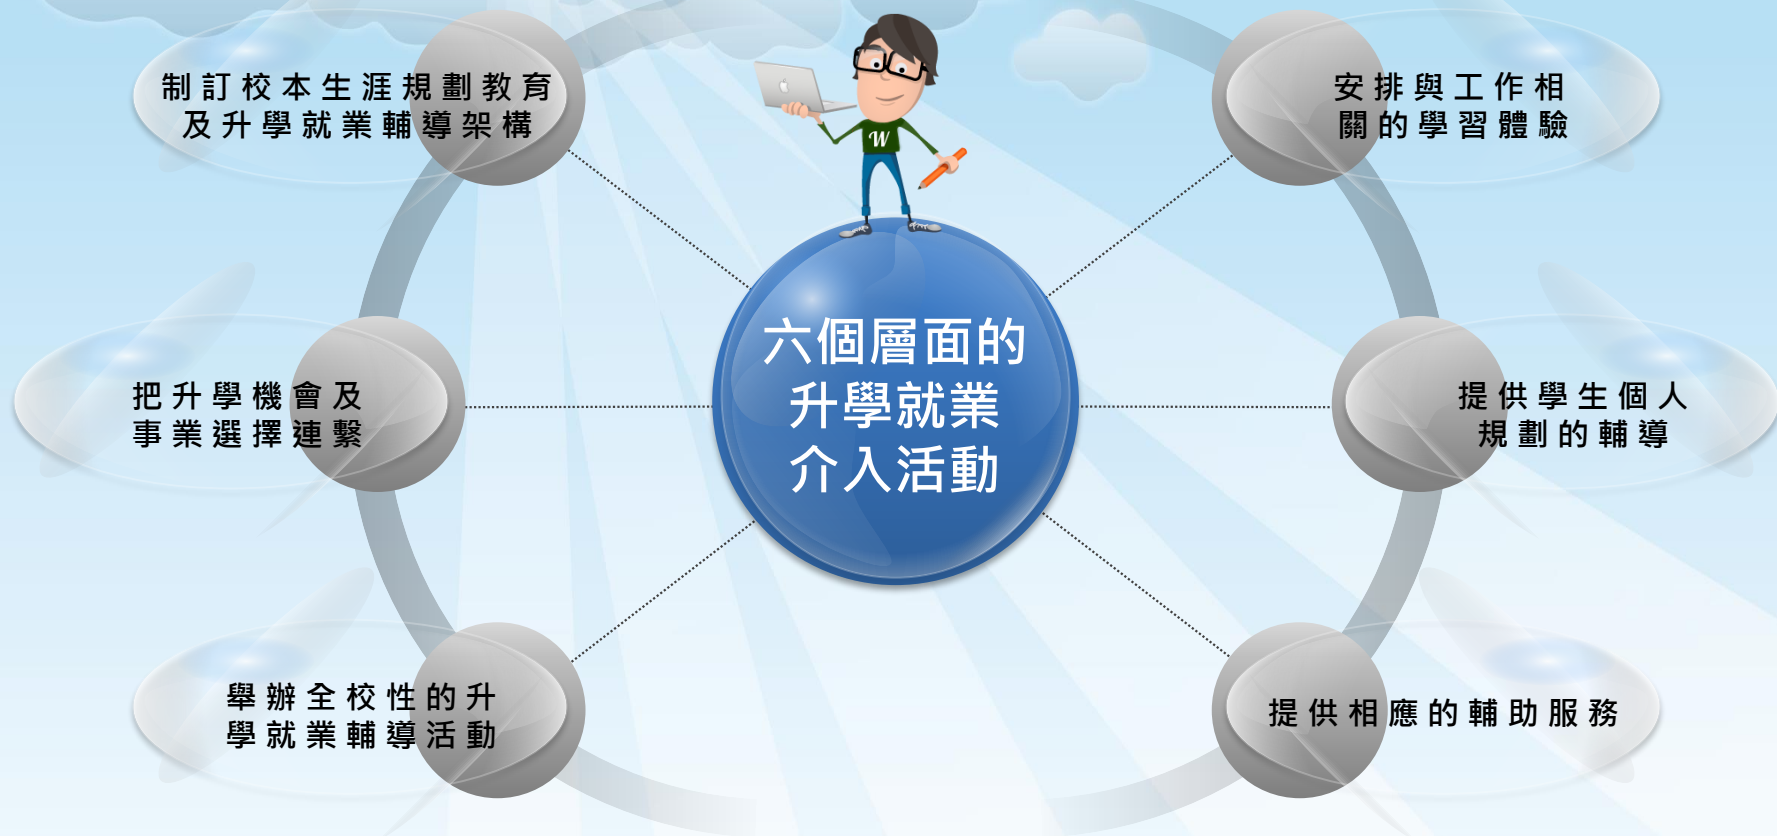 制訂校本生涯規劃教育
及升學就業輔導架構
安排與工作相
關的學習體驗
W
六個層面的
升學就業
介入活動
把升學機會及
事業選擇連繫
提供學生個人
規劃的輔導
舉辦全校性的升
學就業輔導活動
提供相應的輔助服務